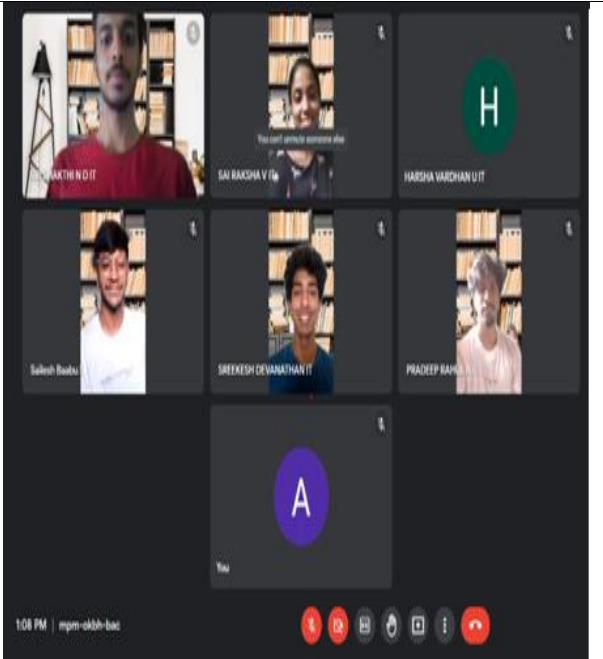 You can't unmute someone else
SAI RAKSHA V IT
H
HARSHA VARDHAN U IT
Sailesh Baabu
SREEKESH DEVANATHAN IT
PRADEEP
A
You
1:08 PM | mpm-okbh-bac